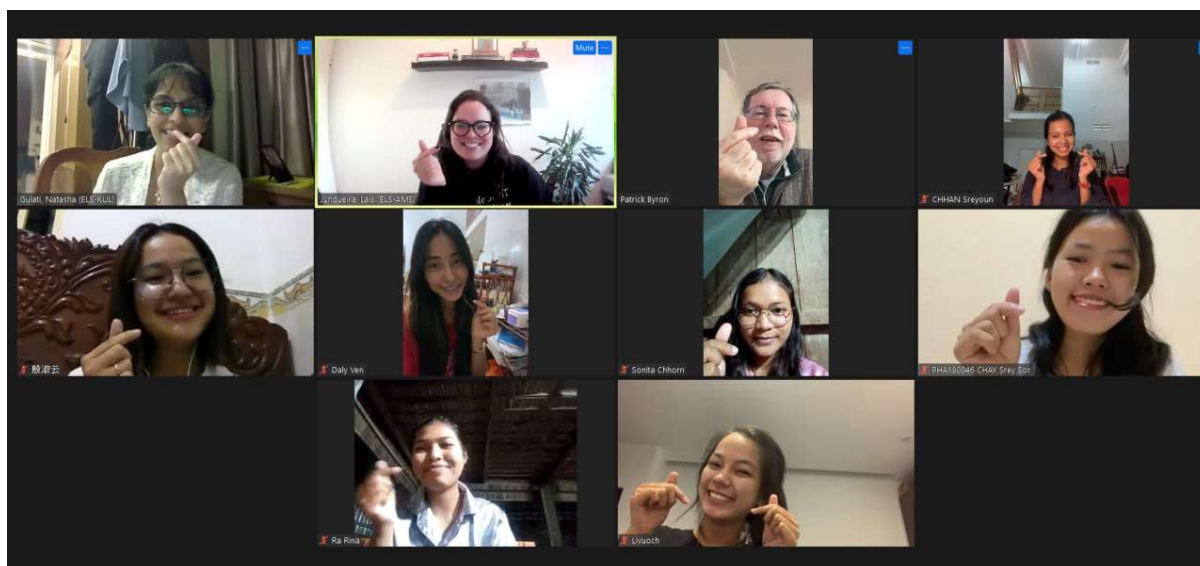 Gulati, Natasha (ELS-KUL)
Mute
Junqueira, Lais (ELS-AMS)
Patrick Byron
CHHAN Sreyoun
Daly Ven
Sonita Chhorn
PHA180046 CHAY Srey Sor
Ra Rina
Livuoch